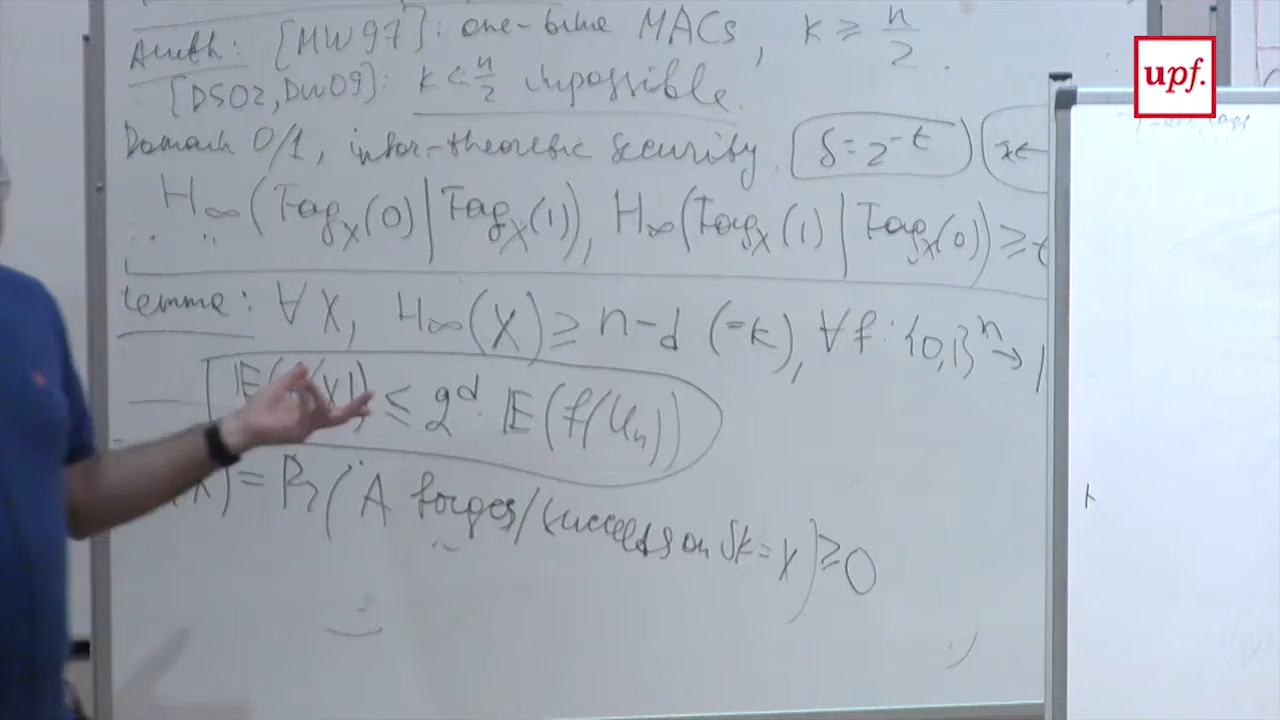 Auth: [MW97]: one-time MACs, k ≥ n/2.
[DS02, DW09]: k < n/2 impossible.
Domain 0/1, infor-theoretic security. δ = 2^-t x ←
H∞(Tag_X(0) | Tag_X(1)), H∞(Tag_X(1) | Tag_X(0)) ≥ t
Lemma: ∀X, H∞(X) ≥ n-d (=k), ∀f: {0,1}^n →
E(f(X)) ≤ 2^d · E(f(U_n))
= Pr(A forges/succeeds on sk=x) ≥ 0
upf.